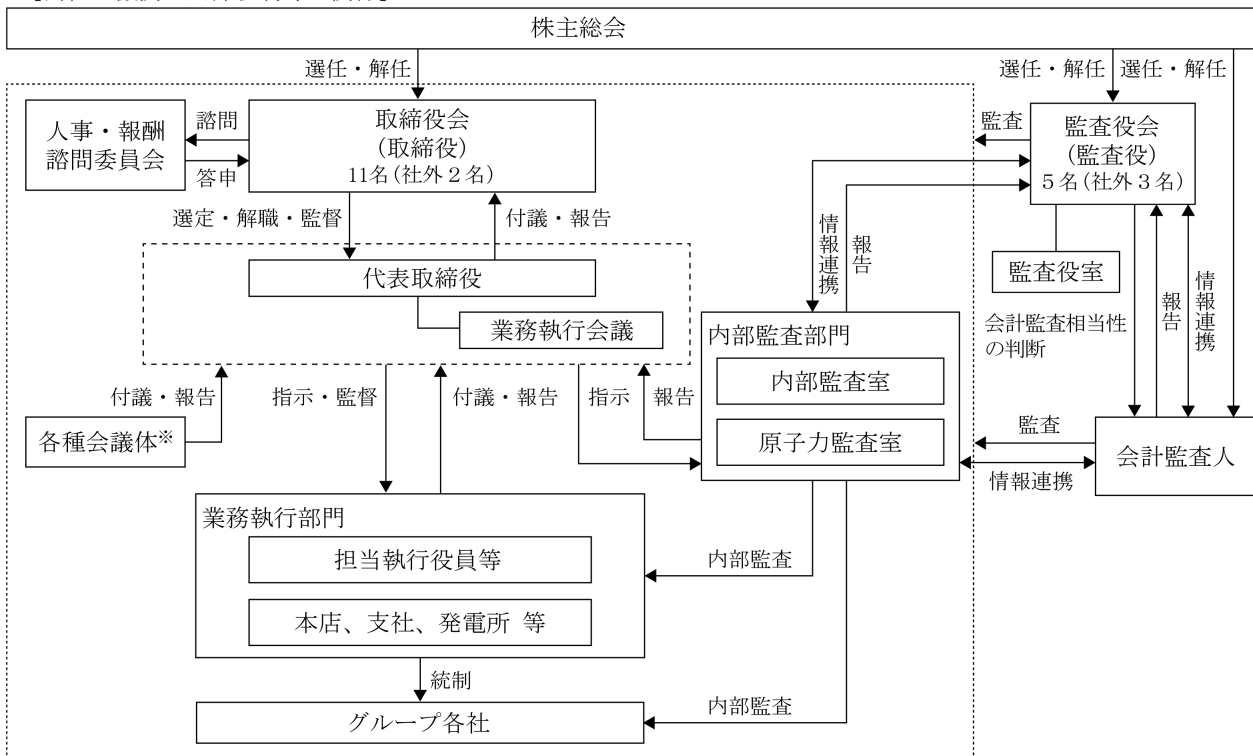 株主総会
選任・解任
選任・解任
選任・解任
人事・報酬
諮問委員会
諮問
答申
取締役会
(取締役)
11名(社外2名)
監査
監査役会
(監査役)
5名(社外3名)
選定・解職・監督
付議・報告
情報連携
報告
監査役室
代表取締役
業務執行会議
会計監査相当性
の判断
報告
情報連携
内部監査部門
内部監査室
原子力監査室
付議・報告
指示・監督
付議・報告
指示
報告
各種会議体※
監査
情報連携
会計監査人
業務執行部門
担当執行役員等
本店、支社、発電所 等
内部監査
統制
グループ各社
内部監査